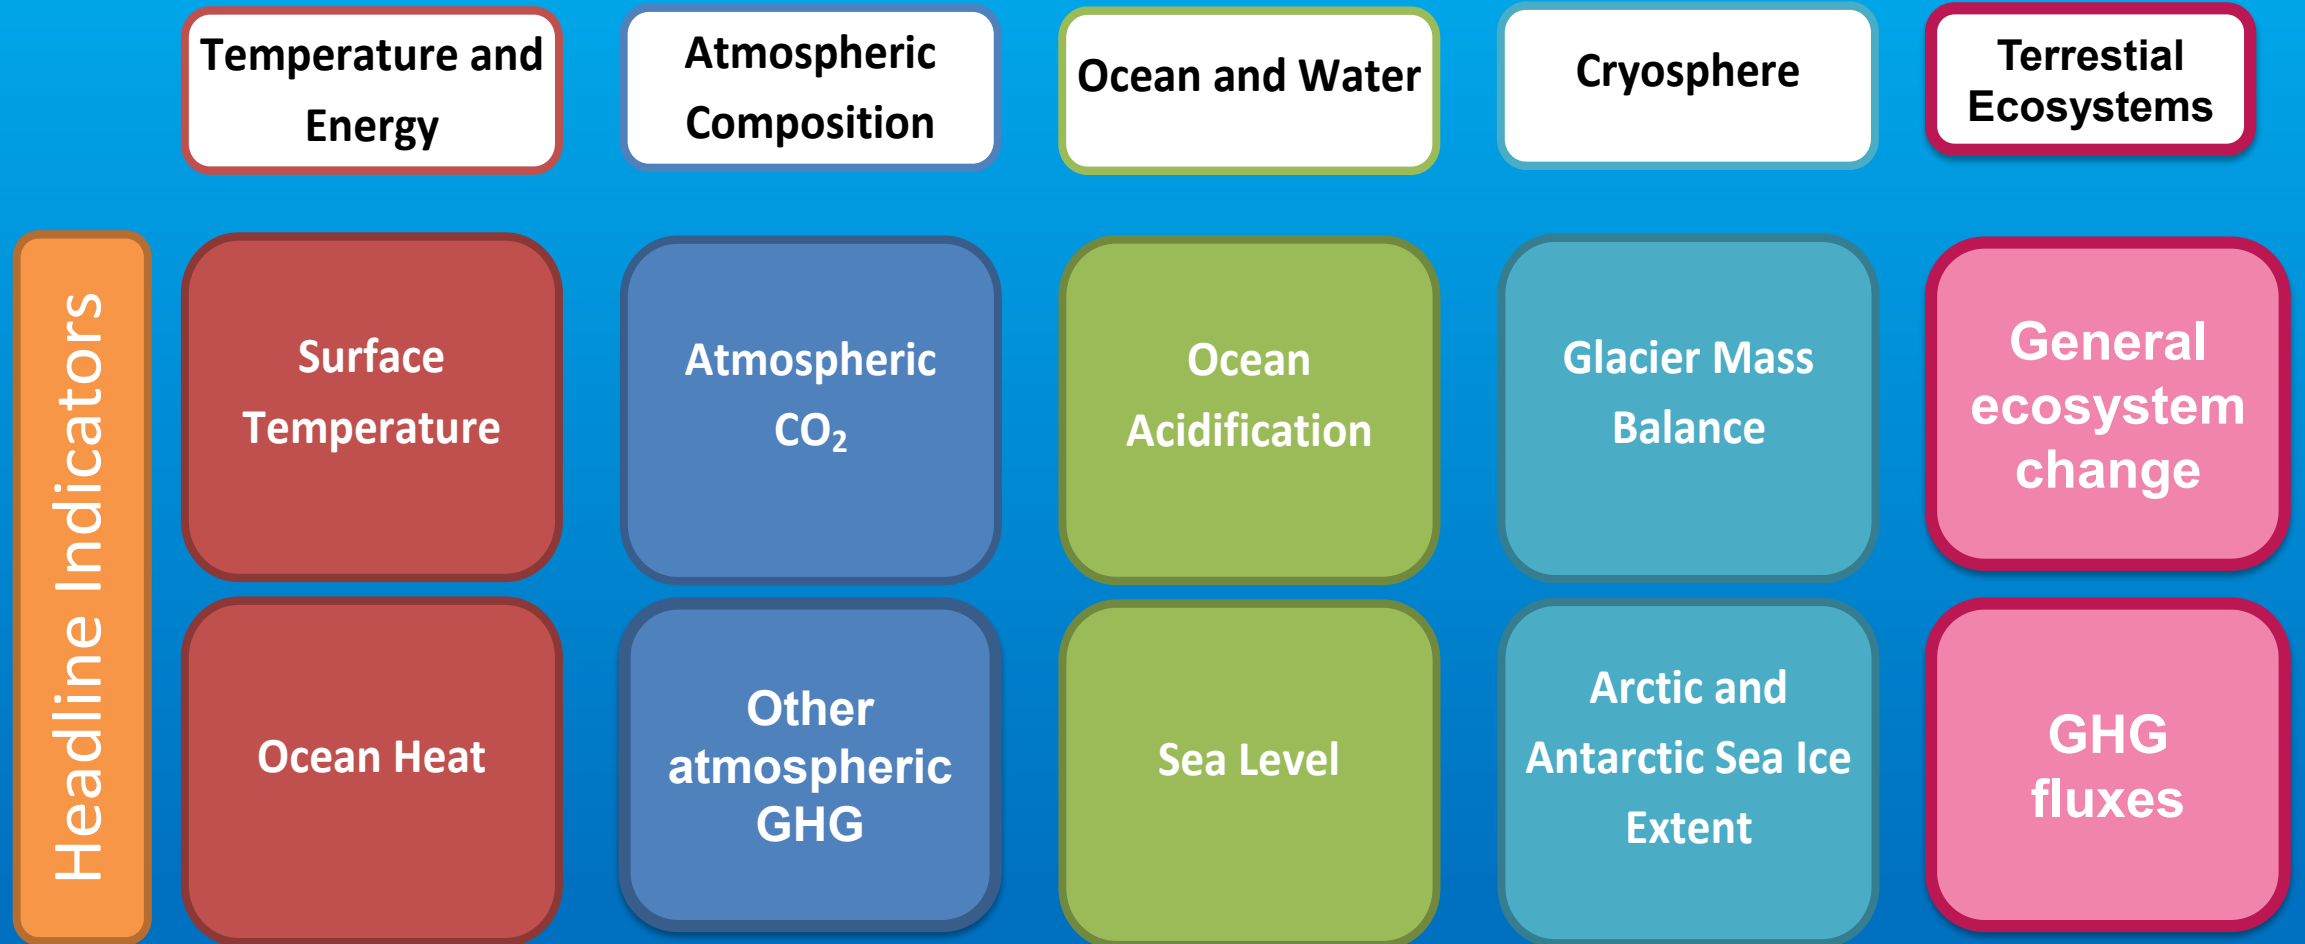 Temperature and
Energy
Atmospheric
Composition
Ocean and Water
Cryosphere
Terrestial
Ecosystems
Headline Indicators
Surface
Temperature
Atmospheric
CO₂
Ocean
Acidification
Glacier Mass
Balance
General
ecosystem
change
Ocean Heat
Other
atmospheric
GHG
Sea Level
Arctic and
Antarctic Sea Ice
Extent
GHG
fluxes